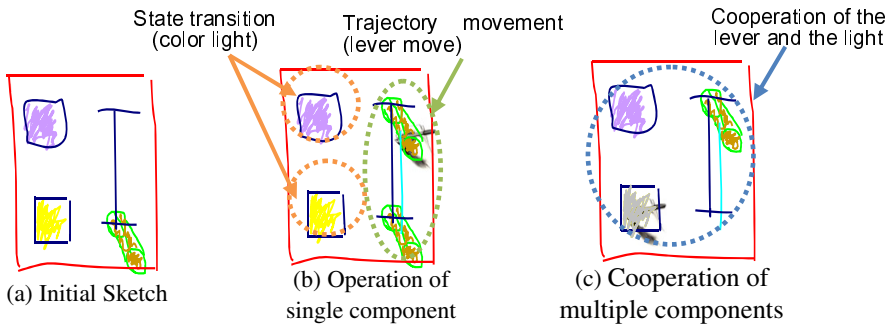 State transition
(color light)
Trajectory movement
(lever move)
Cooperation of the
lever and the light
(a) Initial Sketch
(b) Operation of
single component
(c) Cooperation of
multiple components